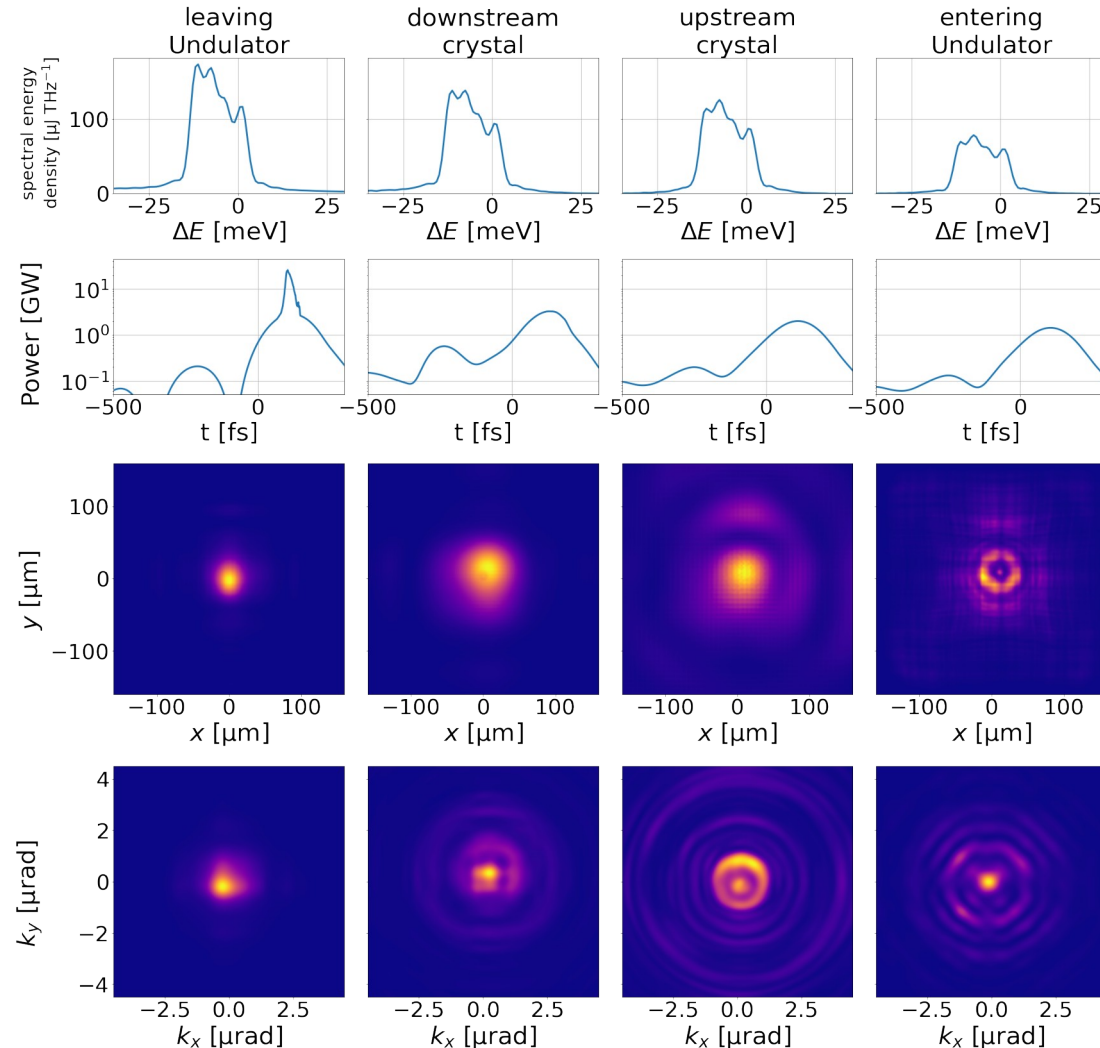 leaving
Undulator
downstream
crystal
upstream
crystal
entering
Undulator
spectral energy
density [µJ THz⁻¹]
100
0
−25 0 25
−25 0 25
−25 0 25
−25 0 25
ΔE [meV]
ΔE [meV]
ΔE [meV]
ΔE [meV]
Power [GW]
10¹
10⁰
10⁻¹
−500 0 −500 0 −500 0 −500 0
t [fs]
t [fs]
t [fs]
t [fs]
y [µm]
100
0
−100
−100 0 100
−100 0 100
−100 0 100
−100 0 100
x [µm]
x [µm]
x [µm]
x [µm]
k_y [µrad]
4
2
0
−2
−4
−2.5 0.0 2.5
−2.5 0.0 2.5
−2.5 0.0 2.5
−2.5 0.0 2.5
k_x [µrad]
k_x [µrad]
k_x [µrad]
k_x [µrad]